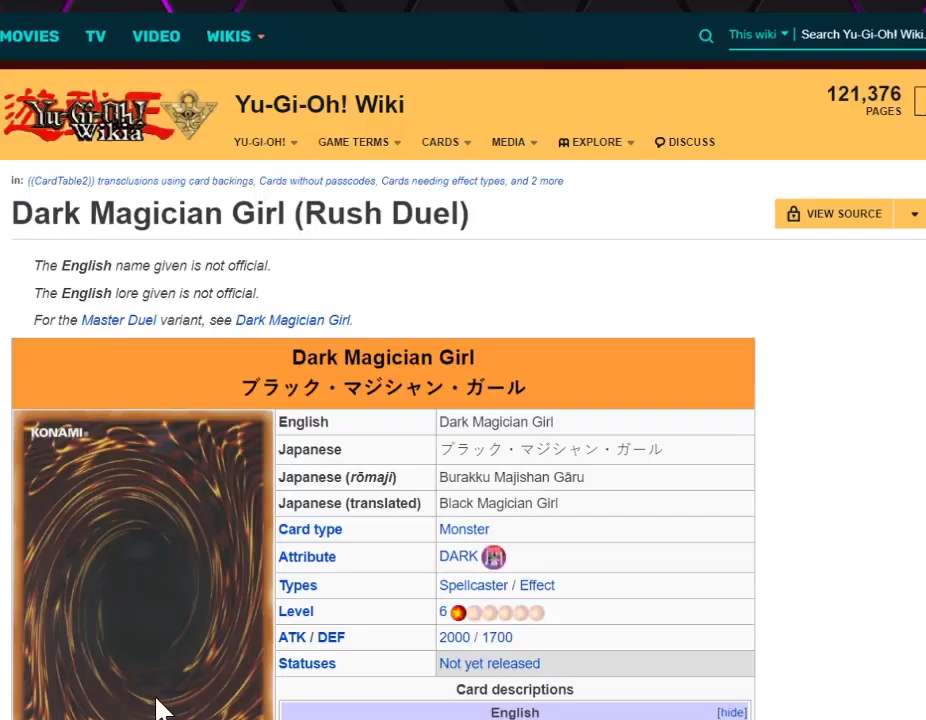 MOVIES TV VIDEO WIKIS This wiki Search Yu-Gi-Oh! Wiki.
遊戯王
Yu-Gi-Oh!
Wikia
Yu-Gi-Oh! Wiki
121,376
PAGES
YU-GI-OH! GAME TERMS CARDS MEDIA EXPLORE DISCUSS
in: ((CardTable2)) transclusions using card backings, Cards without passcodes, Cards needing effect types, and 2 more
Dark Magician Girl (Rush Duel)
VIEW SOURCE
The English name given is not official.
The English lore given is not official.
For the Master Duel variant, see Dark Magician Girl.
Dark Magician Girl
ブラック・マジシャン・ガール
KONAMI
English Dark Magician Girl
Japanese ブラック・マジシャン・ガール
Japanese (rōmaji) Burakku Majishan Gāru
Japanese (translated) Black Magician Girl
Card type Monster
Attribute DARK
Types Spellcaster / Effect
Level 6
ATK / DEF 2000 / 1700
Statuses Not yet released
Card descriptions
English [hide]